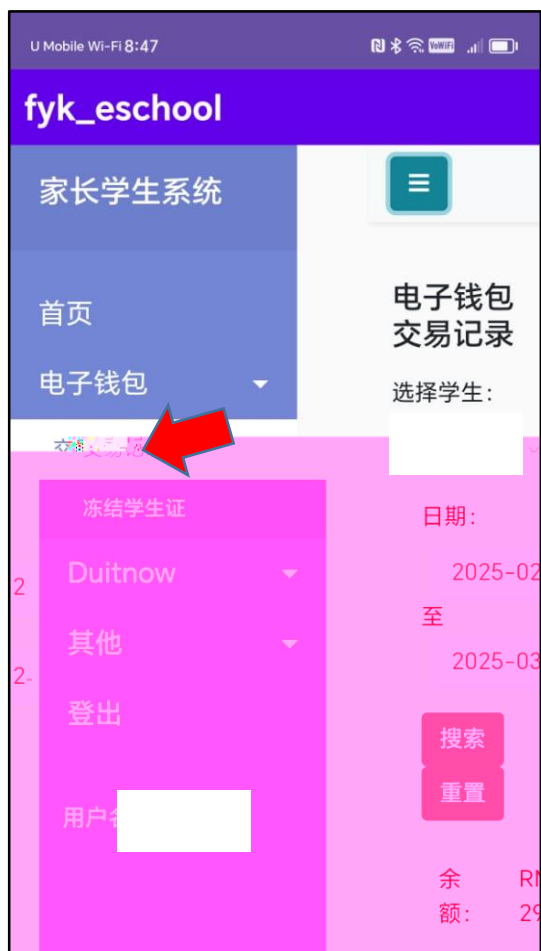 U Mobile Wi-Fi 8:47
VoWiFi
fyk_eschool
家长学生系统
首页
电子钱包
冻结学生证
Duitnow
其他
登出
电子钱包
交易记录
选择学生：
日期：
2025-02
至
2025-03
搜索
重置
余
额：